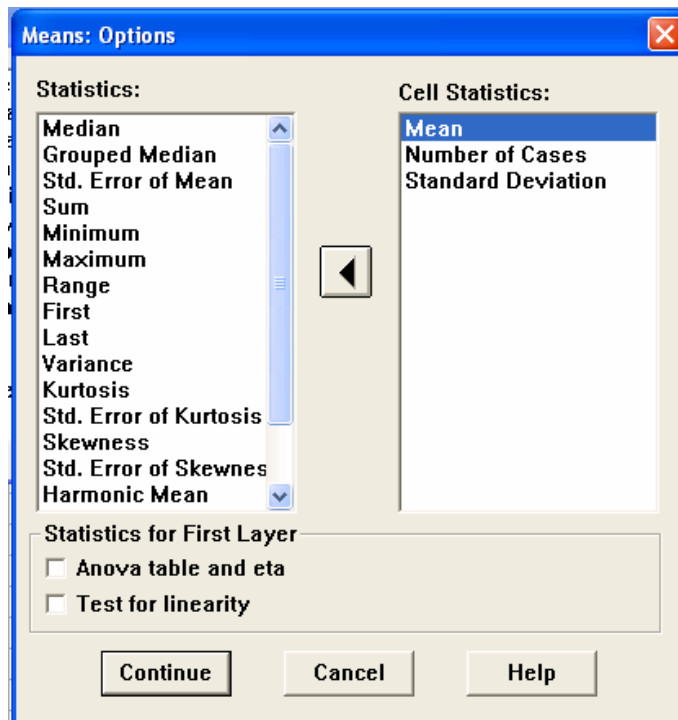 Means: Options
Statistics:
Median
Grouped Median
Std. Error of Mean
Sum
Minimum
Maximum
Range
First
Last
Variance
Kurtosis
Std. Error of Kurtosis
Skewness
Std. Error of Skewnes
Harmonic Mean
Cell Statistics:
Mean
Number of Cases
Standard Deviation
Statistics for First Layer
Anova table and eta
Test for linearity
Continue
Cancel
Help